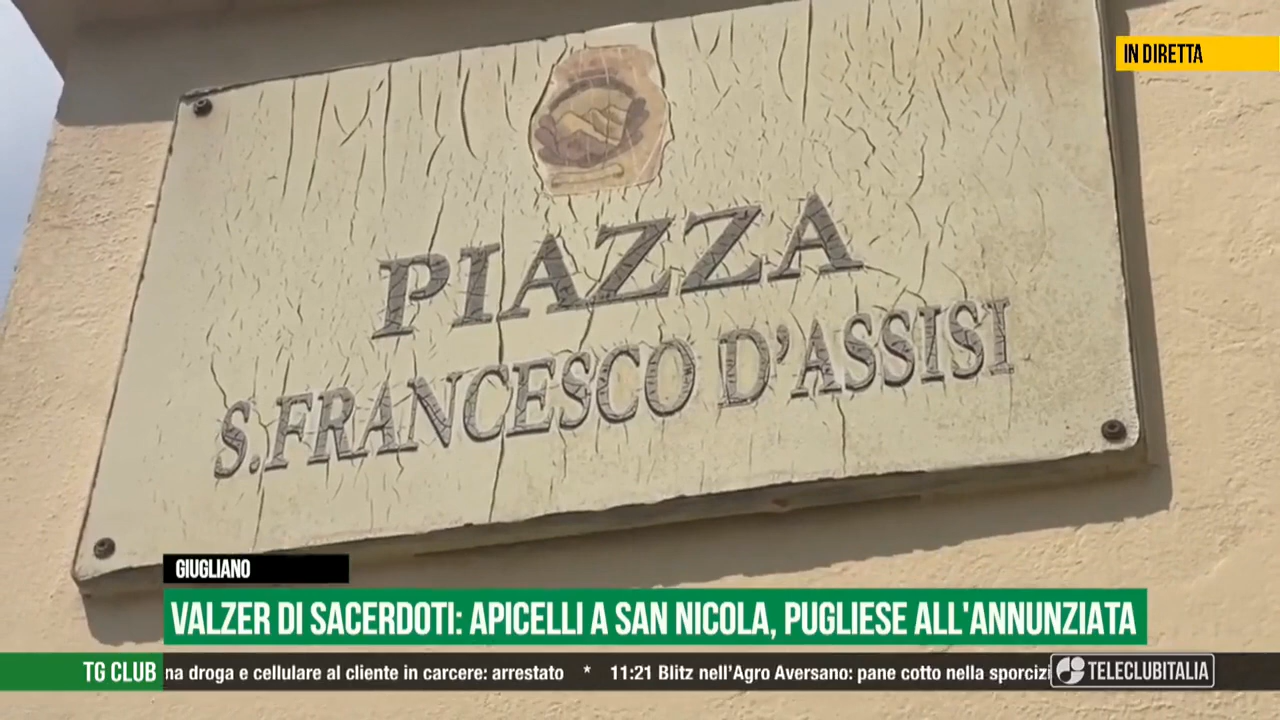 IN DIRETTA
PIAZZA
S.FRANCESCO D'ASSISI
GIUGLIANO
VALZER DI SACERDOTI: APICELLI A SAN NICOLA, PUGLIESE ALL'ANNUNZIATA
TG CLUB
na droga e cellulare al cliente in carcere: arrestato * 11:21 Blitz nell'Agro Aversano: pane cotto nella sporcizi
TELECLUBITALIA